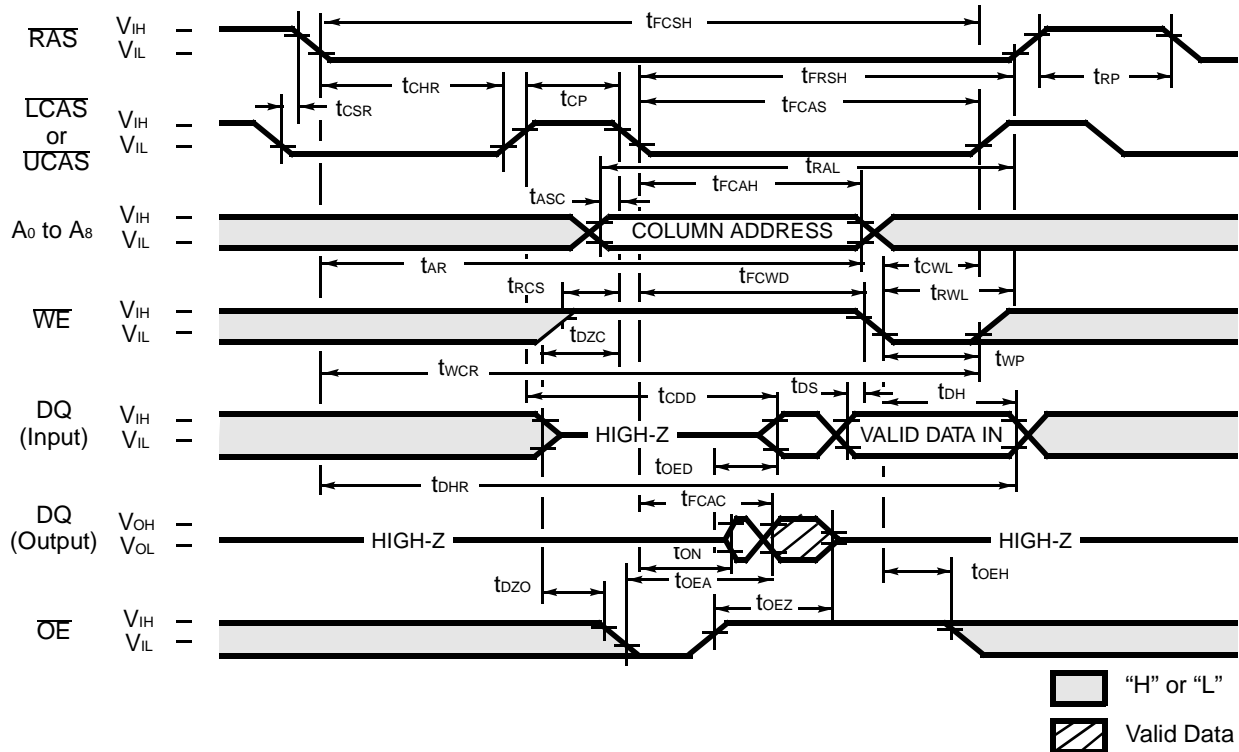 tFCSH
RAS
VIH
VIL
tFRSH
tRP
tCHR
tCP
tFCAS
tCSR
LCAS
or
UCAS
VIH
VIL
tRAL
tASC
tFCAH
A0 to A8
VIH
VIL
COLUMN ADDRESS
tAR
tFCWD
tCWL
tRCS
tRWL
WE
VIH
VIL
tDZC
tWP
tWCR
tCDD
tDS
tDH
DQ
(Input)
VIH
VIL
HIGH-Z
VALID DATA IN
tOED
tDHR
tFCAC
DQ
(Output)
VOH
VOL
HIGH-Z
HIGH-Z
tON
tOEA
tOEH
tDZO
tOEZ
OE
VIH
VIL
“H” or “L”
Valid Data